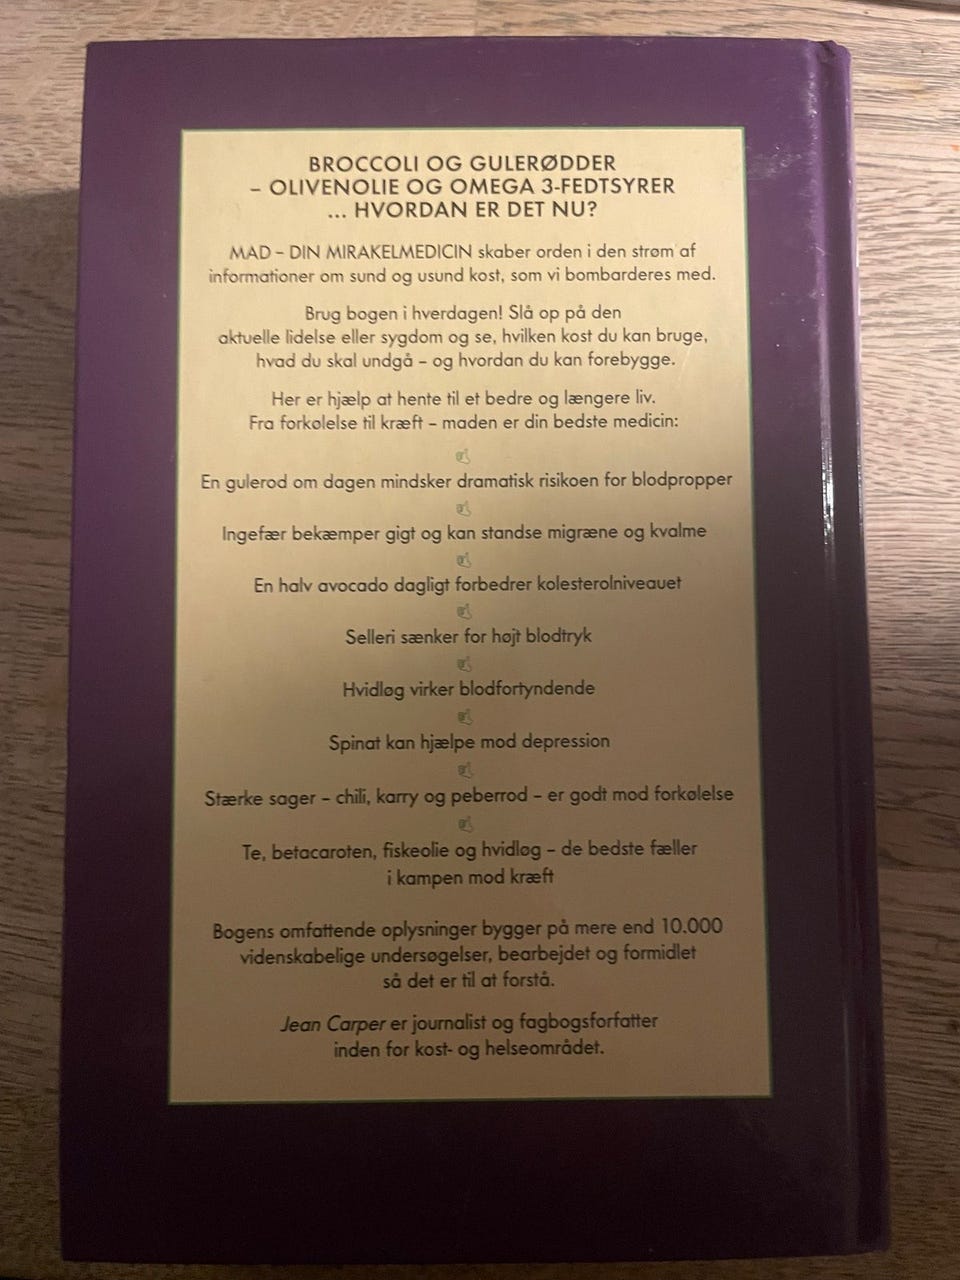 BROCCOLI OG GULERØDDER
– OLIVENOLIE OG OMEGA 3-FEDTSYRER
... HVORDAN ER DET NU?
MAD – DIN MIRAKELMEDICIN skaber orden i den strøm af
informationer om sund og usund kost, som vi bombarderes med.
Brug bogen i hverdagen! Slå op på den
aktuelle lidelse eller sygdom og se, hvilken kost du kan bruge,
hvad du skal undgå – og hvordan du kan forebygge.
Her er hjælp at hente til et bedre og længere liv.
Fra forkølelse til kræft – maden er din bedste medicin:
En gulerod om dagen mindsker dramatisk risikoen for blodpropper
Ingefær bekæmper gigt og kan standse migræne og kvalme
En halv avocado dagligt forbedrer kolesterolniveauet
Selleri sænker for højt blodtryk
Hvidløg virker blodfortyndende
Spinat kan hjælpe mod depression
Stærke sager – chili, karry og peberrod – er godt mod forkølelse
Te, betacaroten, fiskeolie og hvidløg – de bedste fæller
i kampen mod kræft
Bogens omfattende oplysninger bygger på mere end 10.000
videnskabelige undersøgelser, bearbejdet og formidlet
så det er til at forstå.
Jean Carper er journalist og fagbogsforfatter
inden for kost- og helseområdet.